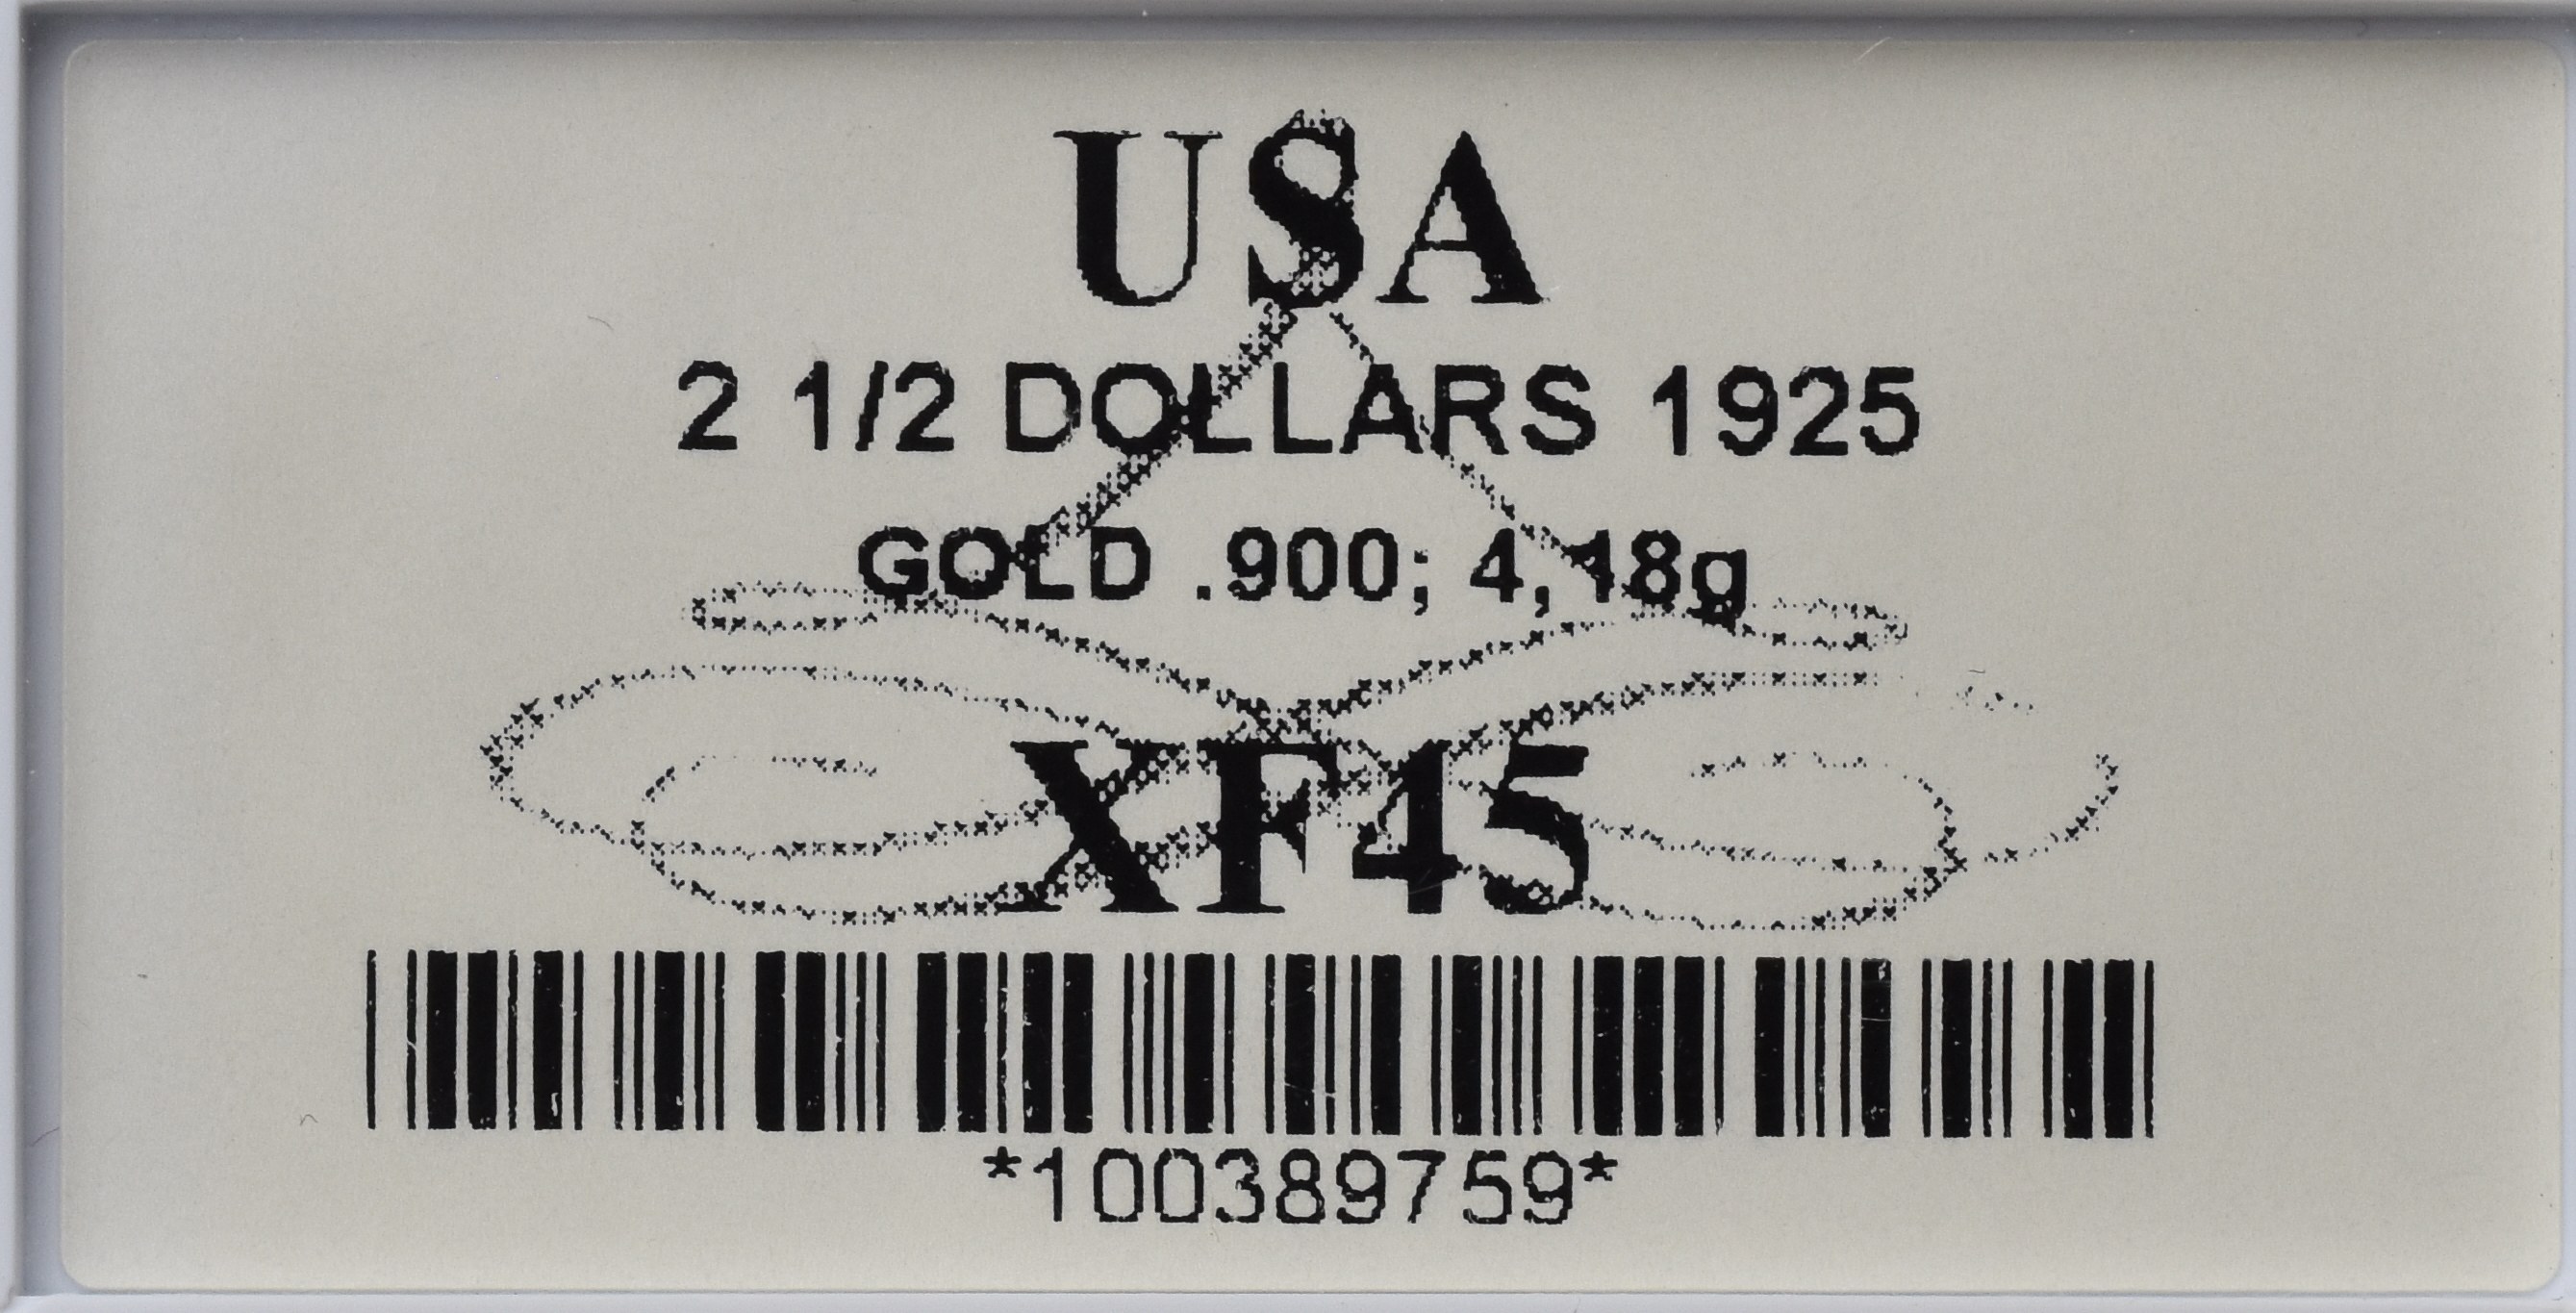 USA
2 1/2 DOLLARS 1925
GOLD .900; 4,18g
XF45
*100389759*